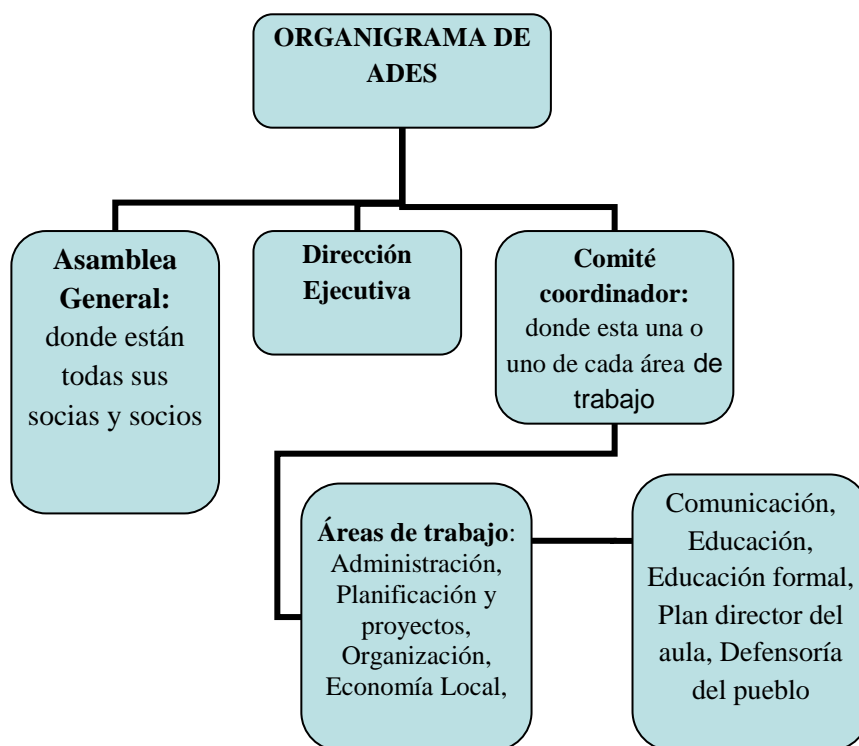 ORGANIGRAMA DE
ADES
Asamblea
General:
donde están
todas sus
socias y socios
Dirección
Ejecutiva
Comité
coordinador:
donde esta una o
uno de cada área de
trabajo
Áreas de trabajo:
Administración,
Planificación y
proyectos,
Organización,
Economía Local,
Comunicación,
Educación,
Educación formal,
Plan director del
aula, Defensoría
del pueblo